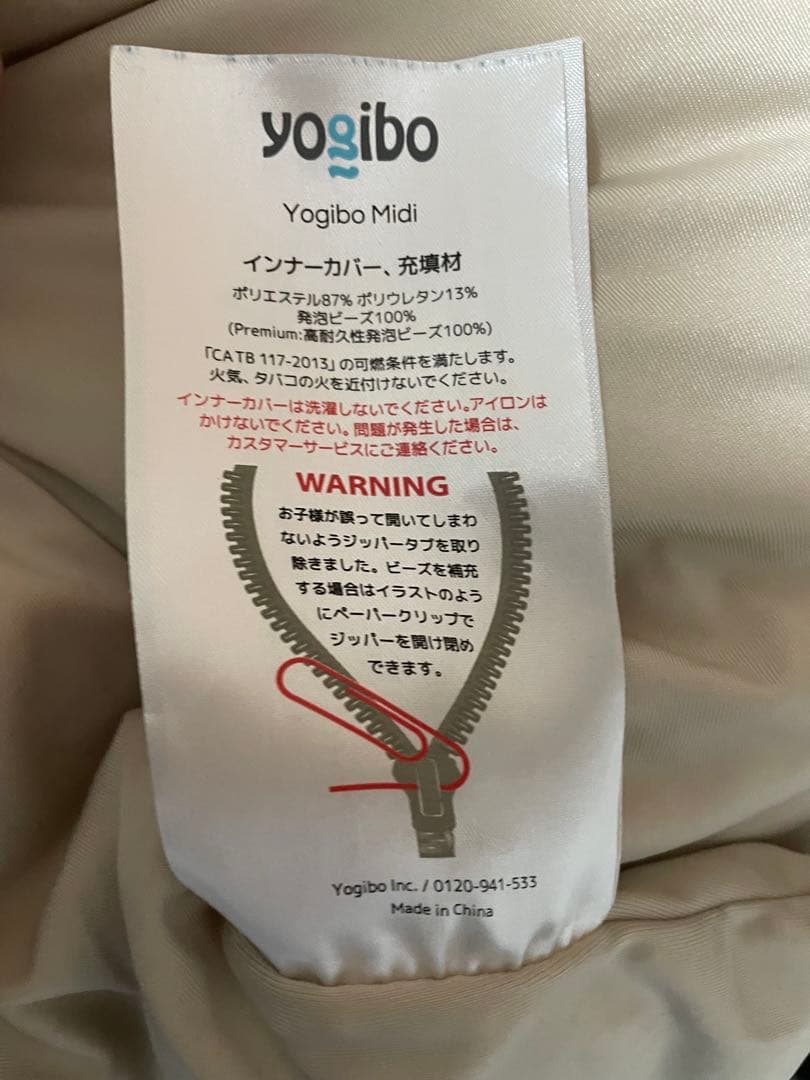 yogibo
Yogibo Midi
インナーカバー、充填材
ポリエステル87% ポリウレタン13%
発泡ビーズ100%
(Premium:高耐久性発泡ビーズ100%)
「CA TB 117-2013」の可燃条件を満たします。
火気、タバコの火を近付けないでください。
インナーカバーは洗濯しないでください。アイロンは
かけないでください。問題が発生した場合は、
カスタマーサービスにご連絡ください。
WARNING
お子様が誤って開いてしまわ
ないようジッパータブを取り
除きました。ビーズを補充
する場合はイラストのよう
にペーパークリップで
ジッパーを開け閉め
できます。
Yogibo Inc. / 0120-941-533
Made in China